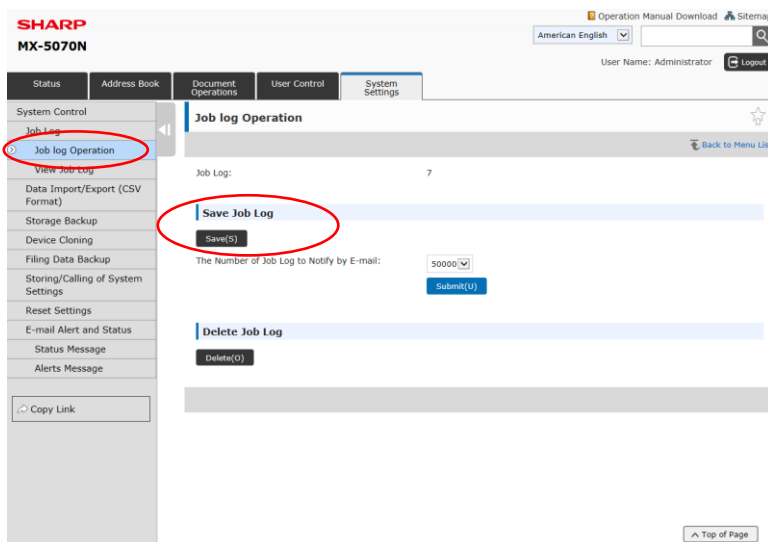 Operation Manual Download Sitemap
SHARP
MX-5070N
American English
User Name: Administrator Logout
Status Address Book Document Operations User Control System Settings
System Control
Job Log
Job log Operation
View Job Log
Data Import/Export (CSV
Format)
Storage Backup
Device Cloning
Filing Data Backup
Storing/Calling of System
Settings
Reset Settings
E-mail Alert and Status
Status Message
Alerts Message
Copy Link
Job log Operation
Back to Menu Lis
Job Log: 7
Save Job Log
Save(S)
The Number of Job Log to Notify by E-mail: 50000
Submit(U)
Delete Job Log
Delete(O)
Top of Page